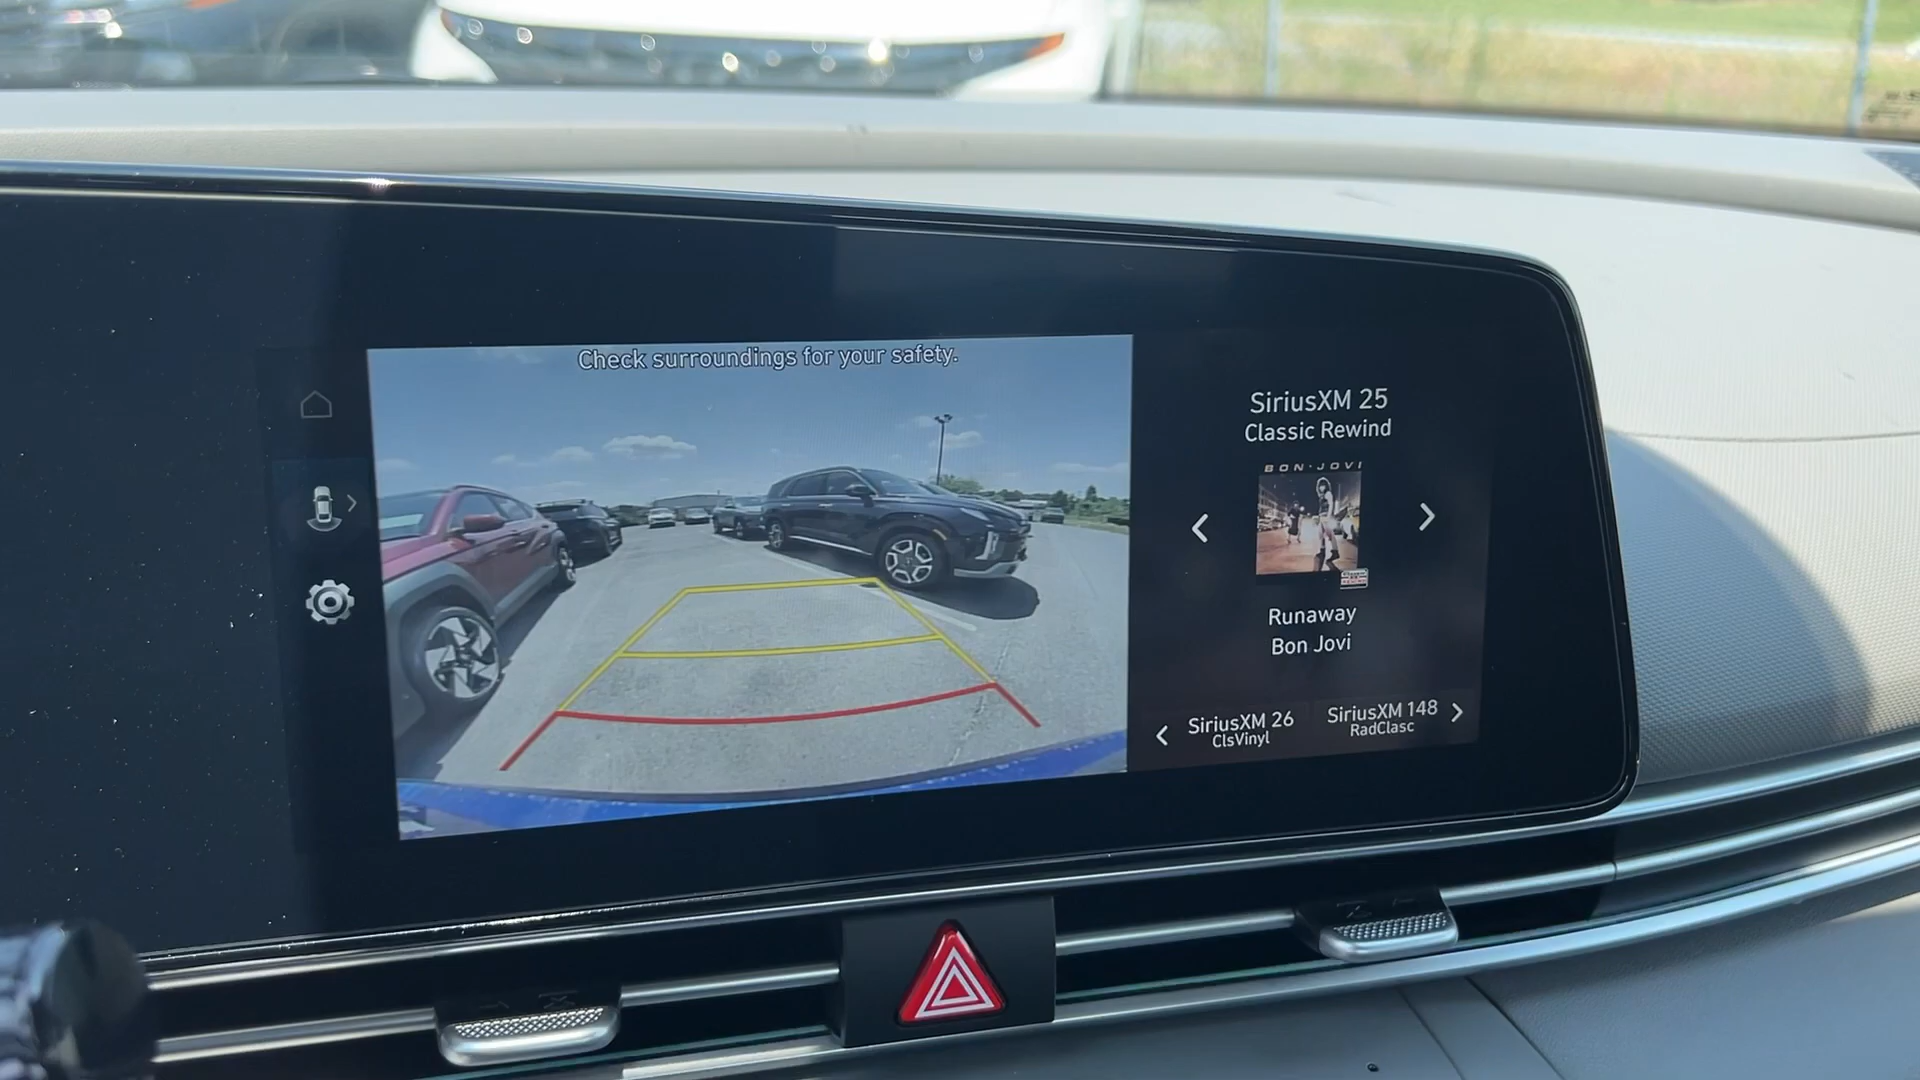 Check surroundings for your safety.
SiriusXM 25
Classic Rewind
BON·JOVI
Runaway
Bon Jovi
SiriusXM 26
ClsVinyl
SiriusXM 148
RadClasc